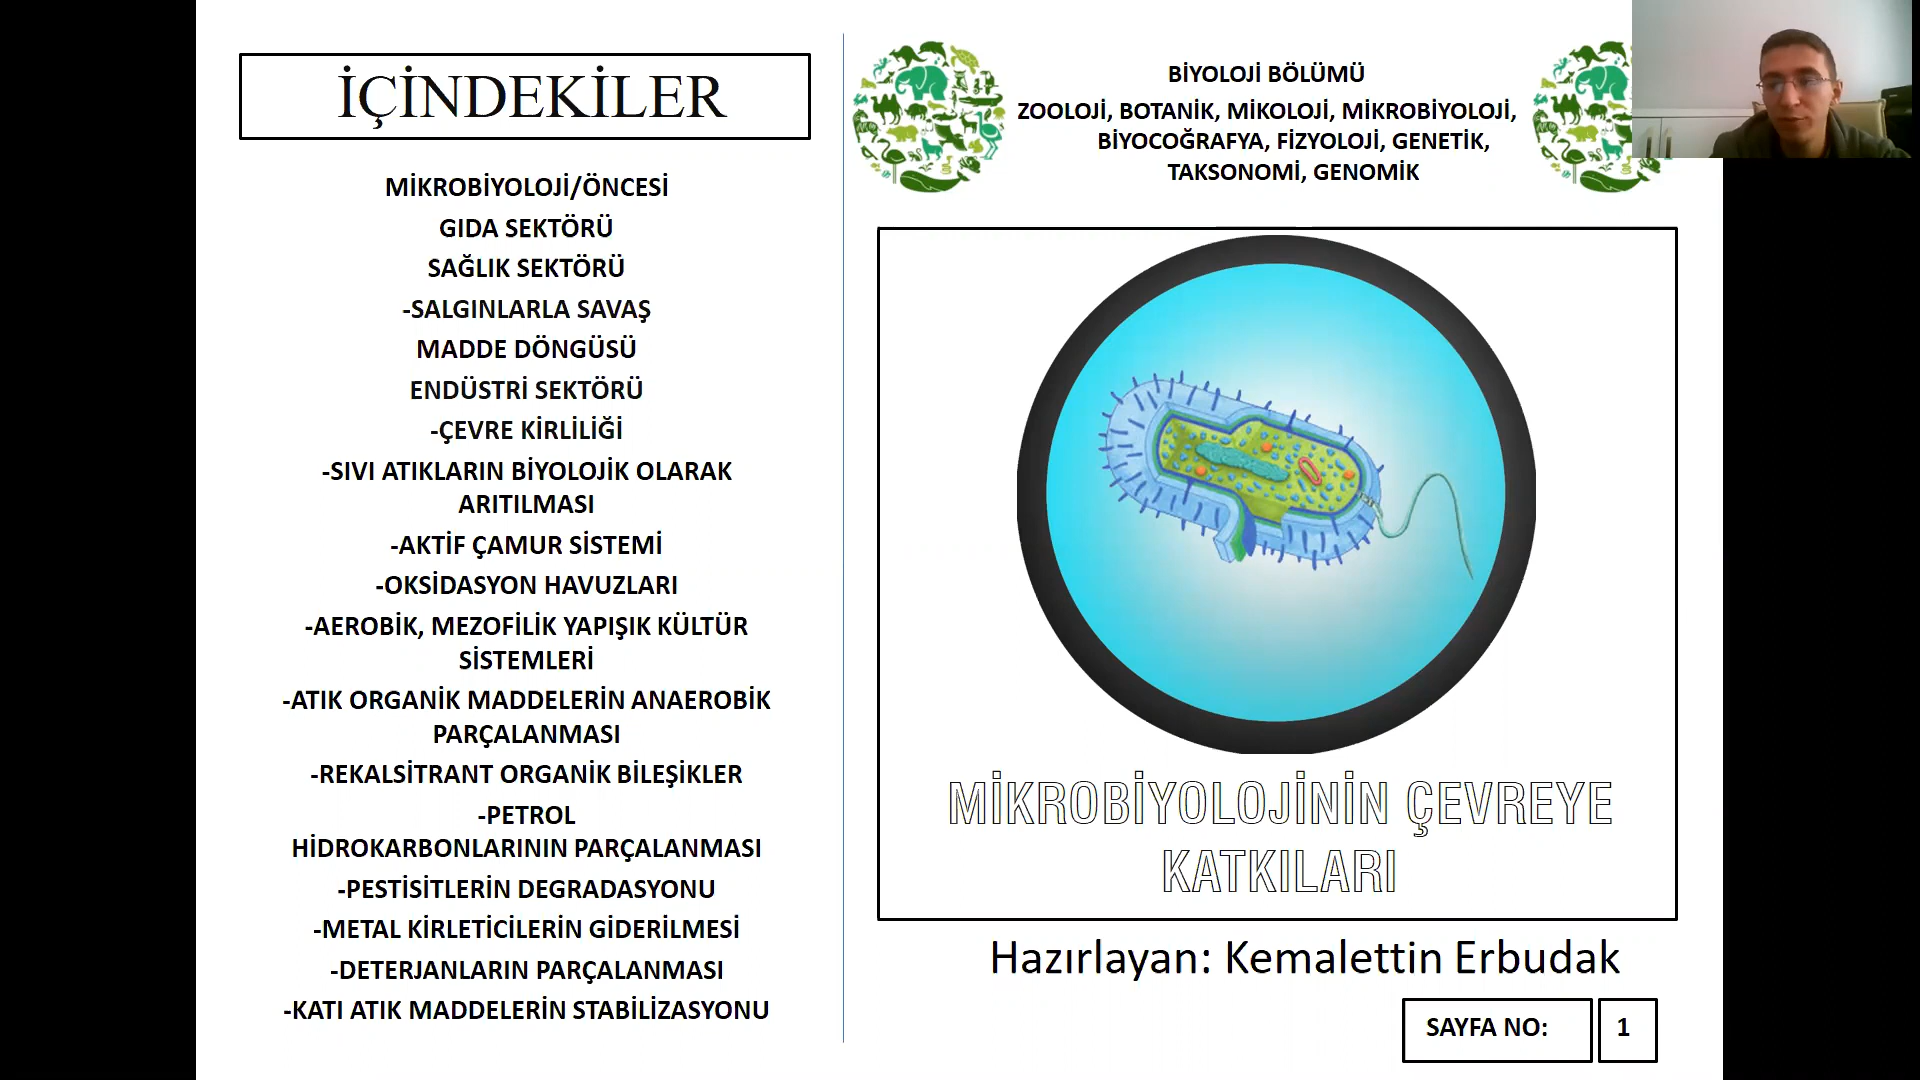 İÇİNDEKİLER
MİKROBİYOLOJİ/ÖNCESİ
GIDA SEKTÖRÜ
SAĞLIK SEKTÖRÜ
-SALGINLARLA SAVAŞ
MADDE DÖNGÜSÜ
ENDÜSTRİ SEKTÖRÜ
-ÇEVRE KİRLİLİĞİ
-SIVI ATIKLARIN BİYOLOJİK OLARAK
ARITILMASI
-AKTİF ÇAMUR SİSTEMİ
-OKSİDASYON HAVUZLARI
-AEROBİK, MEZOFİLİK YAPIŞIK KÜLTÜR
SİSTEMLERİ
-ATIK ORGANİK MADDELERİN ANAEROBİK
PARÇALANMASI
-REKALSİTRANT ORGANİK BİLEŞİKLER
-PETROL
HİDROKARBONLARININ PARÇALANMASI
-PESTİSİTLERİN DEGRADASYONU
-METAL KİRLETİCİLERİN GİDERİLMESİ
-DETERJANLARIN PARÇALANMASI
-KATI ATIK MADDELERİN STABİLİZASYONU
BİYOLOJİ BÖLÜMÜ
ZOOLOJİ, BOTANİK, MİKOLOJİ, MİKROBİYOLOJİ,
BİYOCOĞRAFYA, FİZYOLOJİ, GENETİK,
TAKSONOMİ, GENOMİK
MİKROBİYOLOJİNİN ÇEVREYE
KATKILARI
Hazırlayan: Kemalettin Erbudak
SAYFA NO:
1